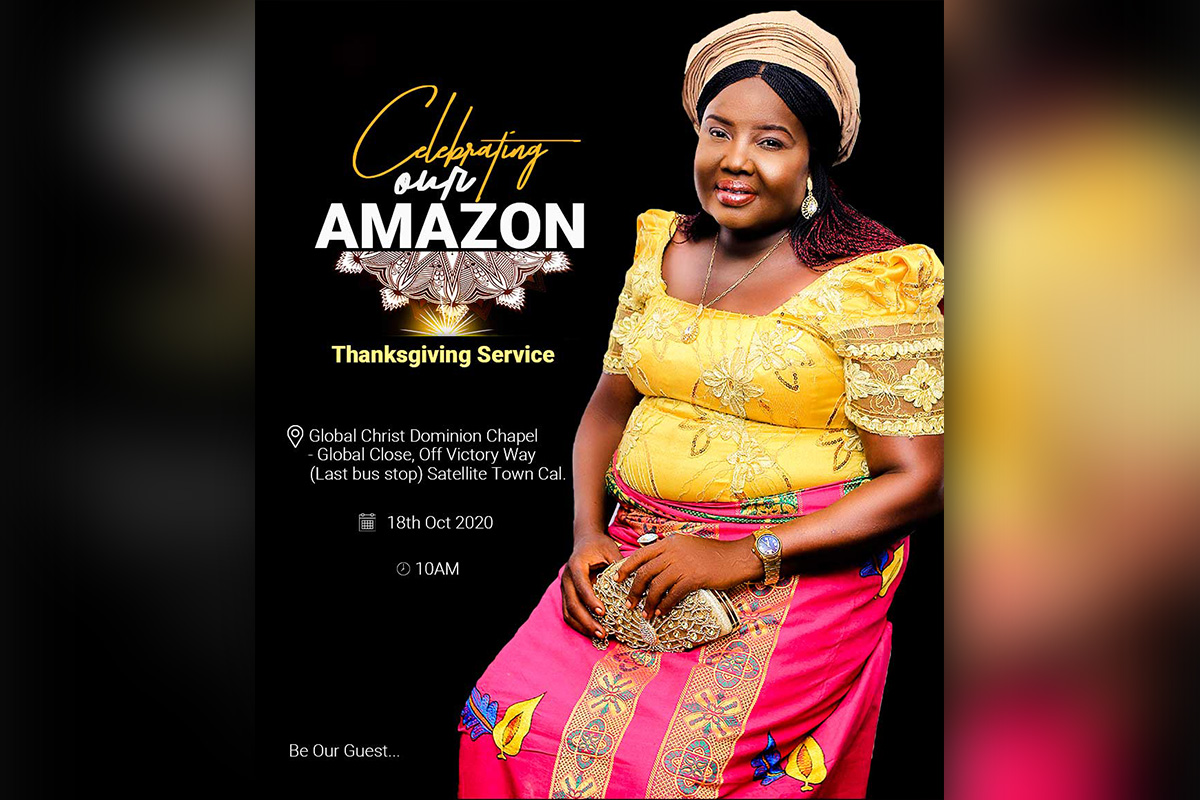 Celebrating
our
AMAZON
Thanksgiving Service
Global Christ Dominion Chapel
- Global Close, Off Victory Way
(Last bus stop) Satellite Town Cal.
18th Oct 2020
10AM
Be Our Guest...